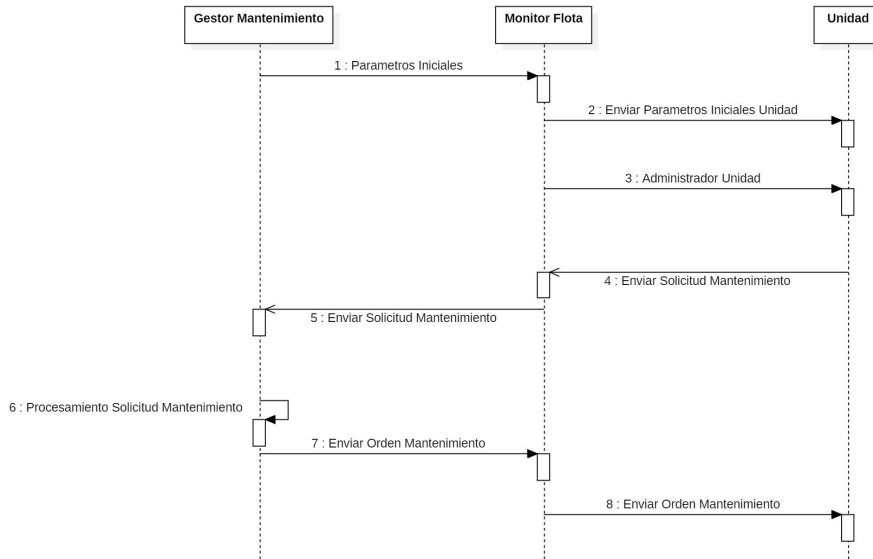 Gestor Mantenimiento
Monitor Flota
Unidad
1 : Parametros Iniciales
2 : Enviar Parametros Iniciales Unidad
3 : Administrador Unidad
4 : Enviar Solicitud Mantenimiento
5 : Enviar Solicitud Mantenimiento
6 : Procesamiento Solicitud Mantenimiento
7 : Enviar Orden Mantenimiento
8 : Enviar Orden Mantenimiento